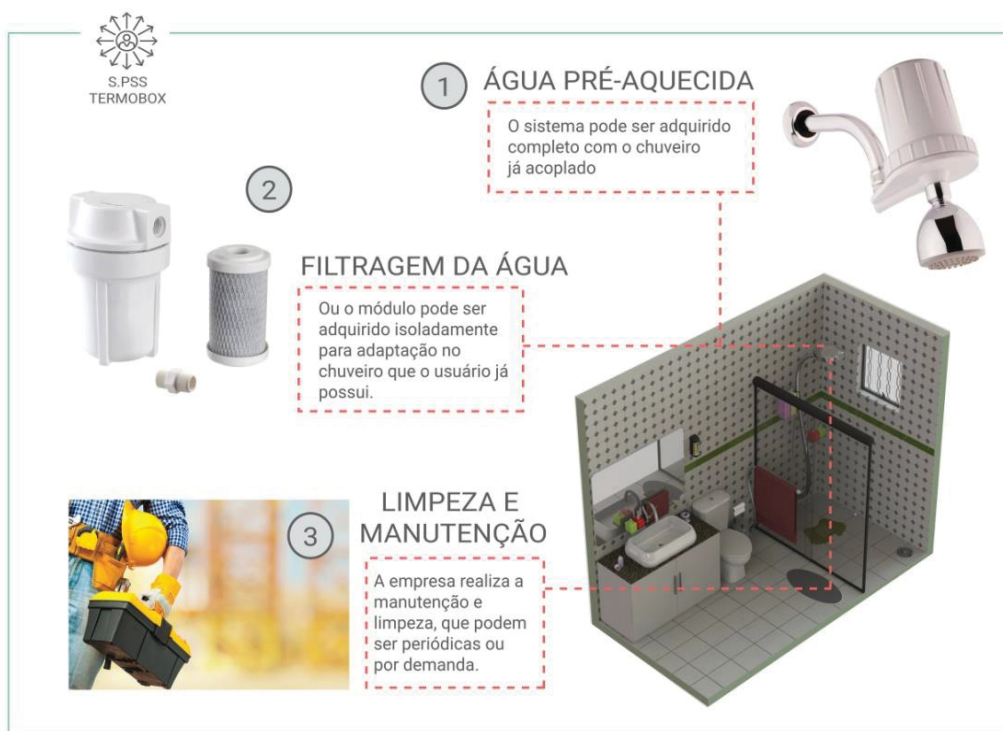 S.PSS
TERMOBOX
1
ÁGUA PRÉ-AQUECIDA
O sistema pode ser adquirido
completo com o chuveiro
já acoplado
2
FILTRAGEM DA ÁGUA
Ou o módulo pode ser
adquirido isoladamente
para adaptação no
chuveiro que o usuário já
possui.
3
LIMPEZA E
MANUTENÇÃO
A empresa realiza a
manutenção e
limpeza, que podem
ser periódicas ou
por demanda.